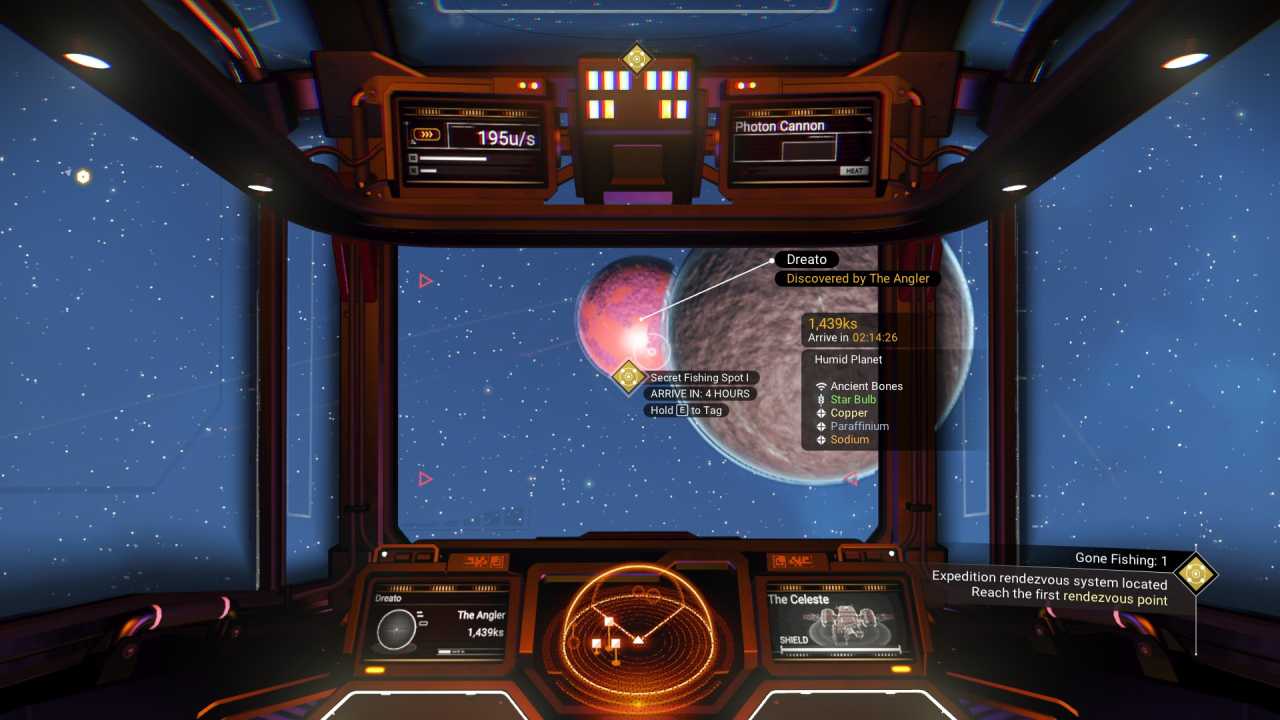 195u/s
Photon Cannon
HEAT
Dreato
Discovered by The Angler
1,439ks
Arrive in 02:14:26
Humid Planet
Ancient Bones
Star Bulb
Copper
Paraffinium
Sodium
Secret Fishing Spot I
ARRIVE IN: 4 HOURS
Hold E to Tag
Gone Fishing: 1
Expedition rendezvous system located
Reach the first rendezvous point
Dreato
The Angler
1,439ks
The Celeste
SHIELD